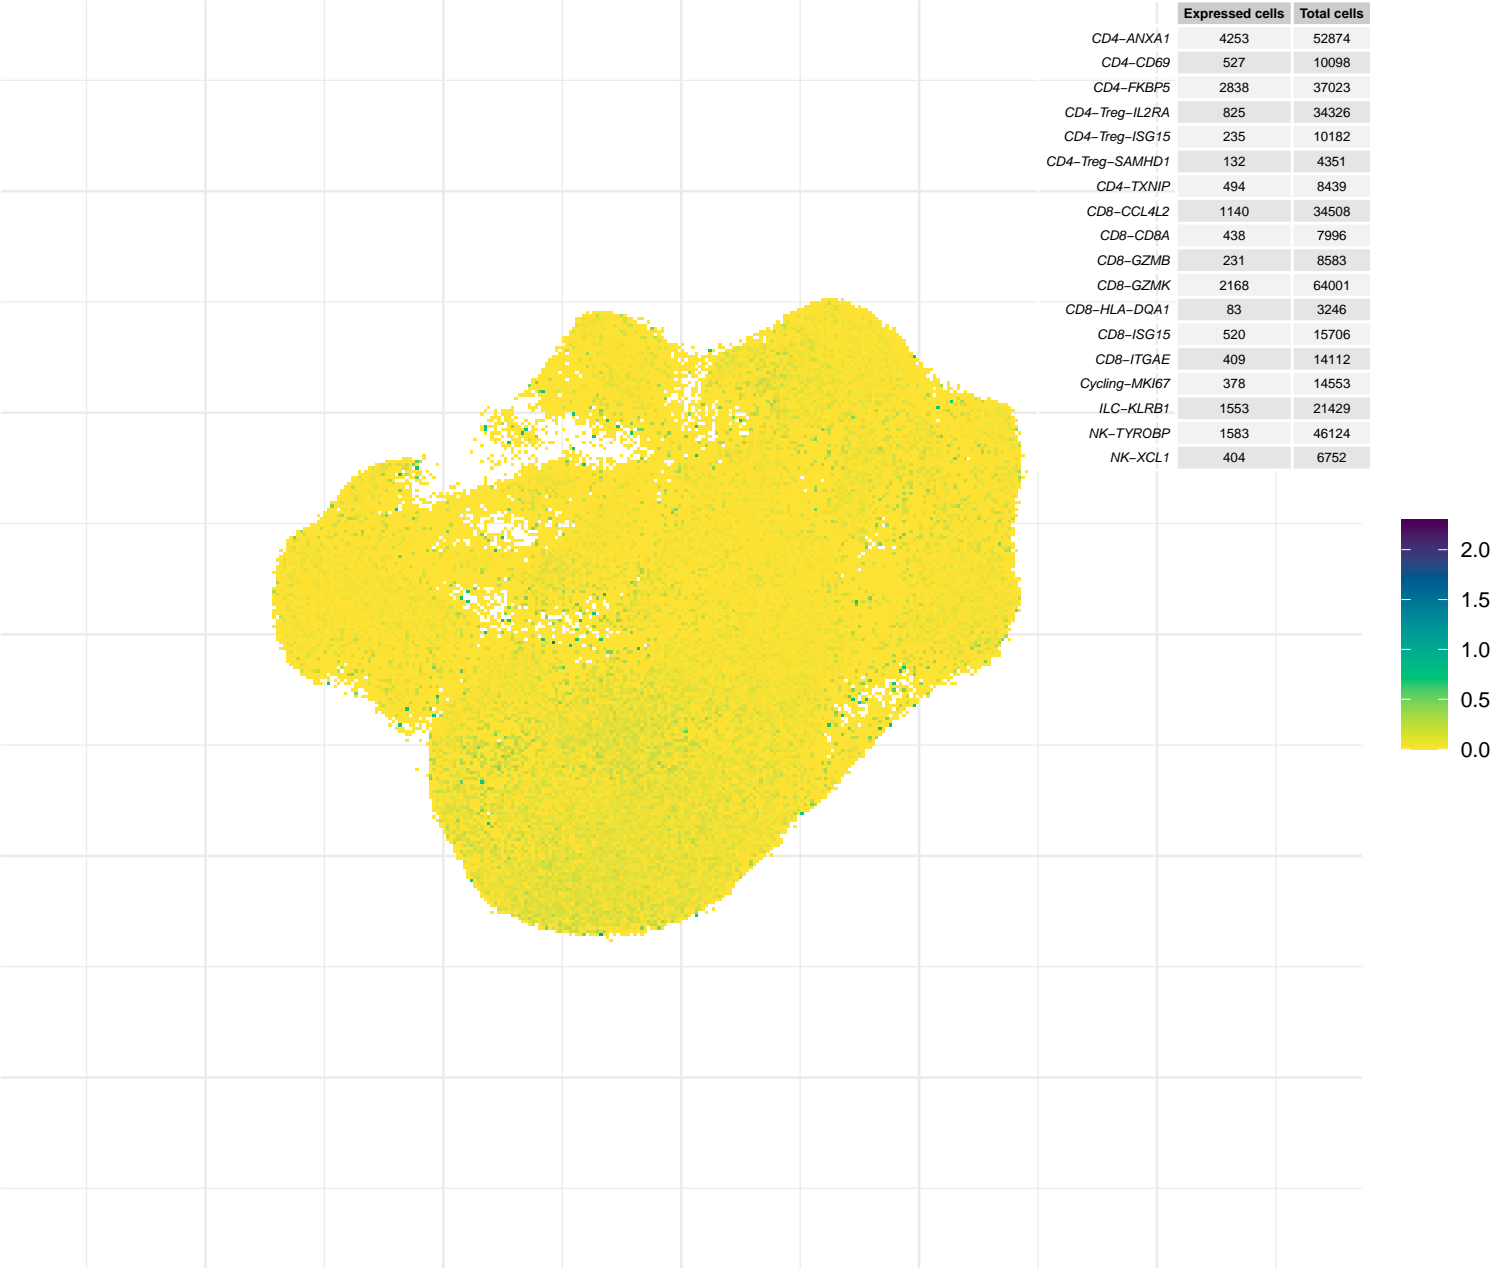 Expressed cells Total cells
CD4−ANXA1 4253 52874
CD4−CD69 527 10098
CD4−FKBP5 2838 37023
CD4−Treg−IL2RA 825 34326
CD4−Treg−ISG15 235 10182
CD4−Treg−SAMHD1 132 4351
CD4−TXNIP 494 8439
CD8−CCL4L2 1140 34508
CD8−CD8A 438 7996
CD8−GZMB 231 8583
CD8−GZMK 2168 64001
CD8−HLA−DQA1 83 3246
CD8−ISG15 520 15706
CD8−ITGAE 409 14112
Cycling−MKI67 378 14553
ILC−KLRB1 1553 21429
NK−TYROBP 1583 46124
NK−XCL1 404 6752
2.0
1.5
1.0
0.5
0.0